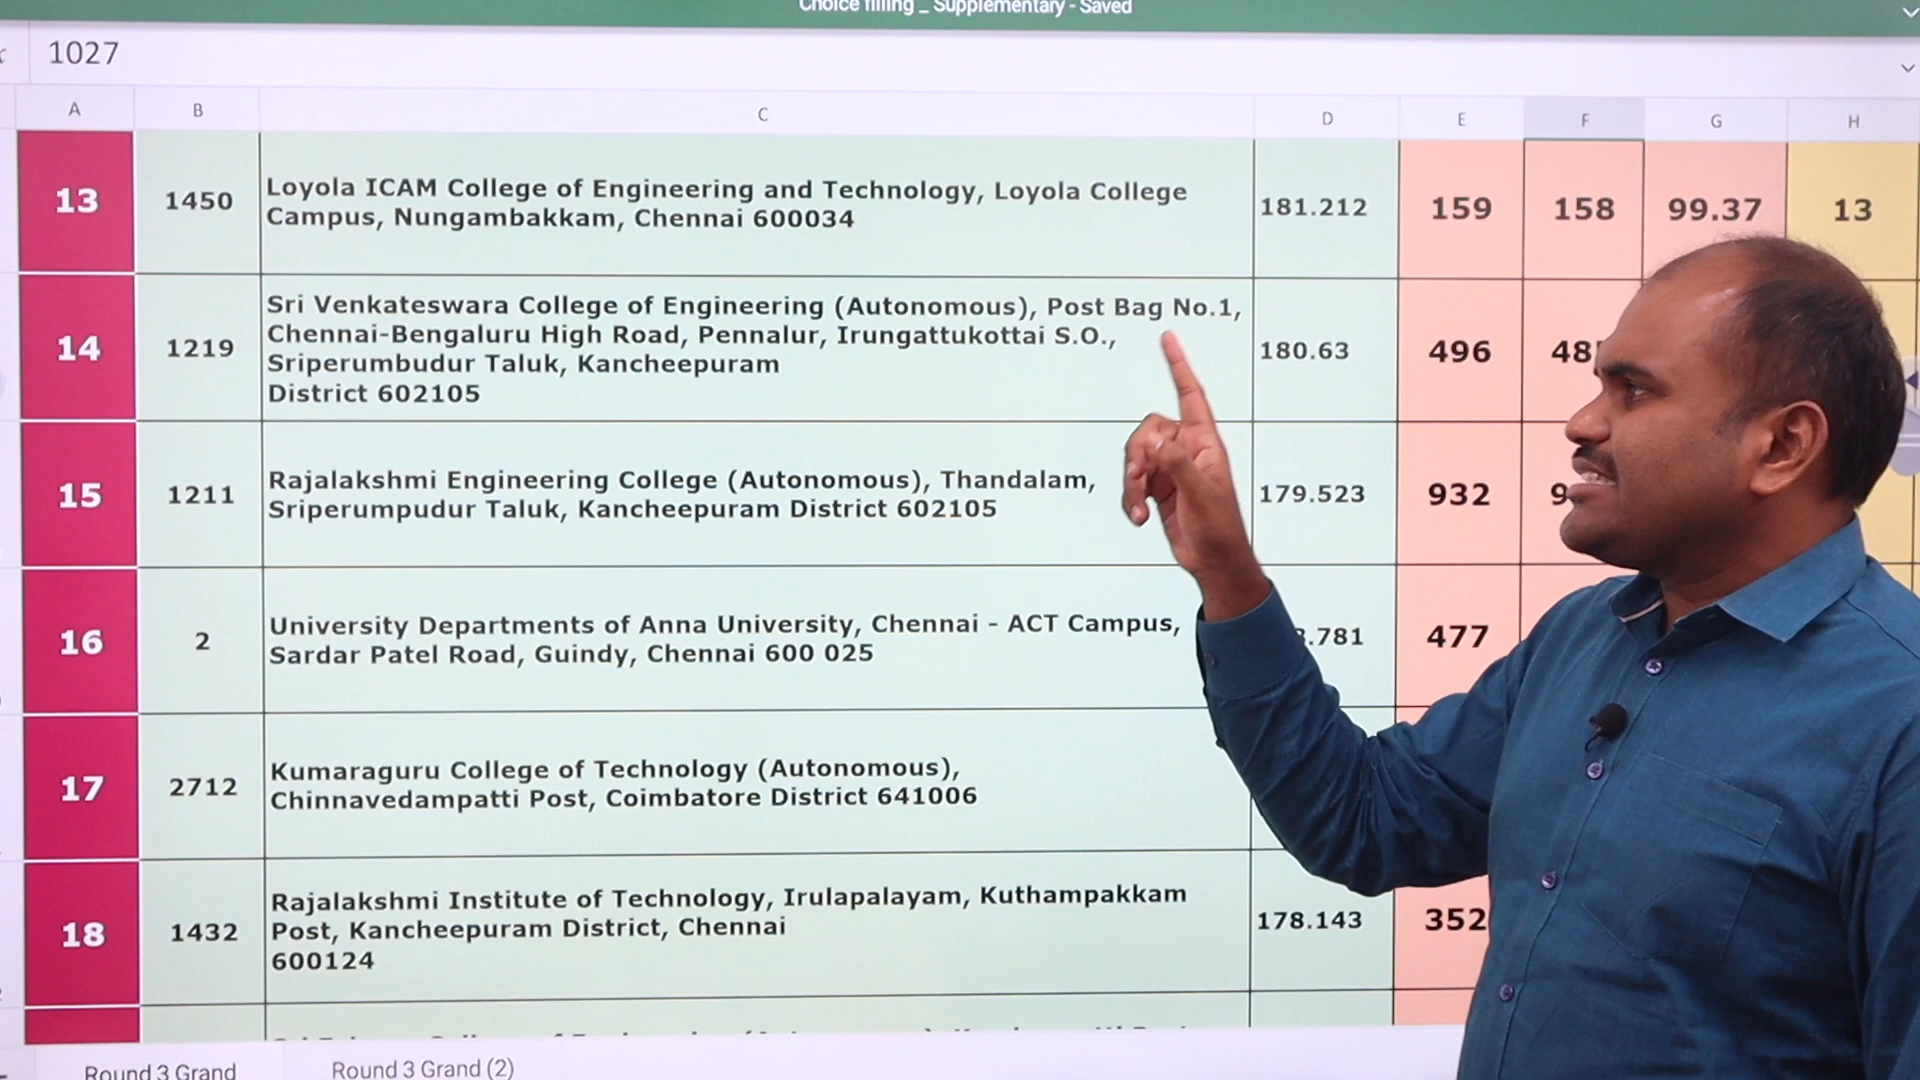 Choice filling _ Supplementary - Saved
1027
A B C D E F G H
13 1450 Loyola ICAM College of Engineering and Technology, Loyola College
Campus, Nungambakkam, Chennai 600034
181.212 159 158 99.37 13
14 1219 Sri Venkateswara College of Engineering (Autonomous), Post Bag No.1,
Chennai-Bengaluru High Road, Pennalur, Irungattukottai S.O.,
Sriperumbudur Taluk, Kancheepuram
District 602105
180.63 496 48
15 1211 Rajalakshmi Engineering College (Autonomous), Thandalam,
Sriperumpudur Taluk, Kancheepuram District 602105
179.523 932 9
16 2 University Departments of Anna University, Chennai - ACT Campus,
Sardar Patel Road, Guindy, Chennai 600 025
.781 477
17 2712 Kumaraguru College of Technology (Autonomous),
Chinnavedampatti Post, Coimbatore District 641006
18 1432 Rajalakshmi Institute of Technology, Irulapalayam, Kuthampakkam
Post, Kancheepuram District, Chennai
600124
178.143 352
Round 3 Grand
Round 3 Grand (2)